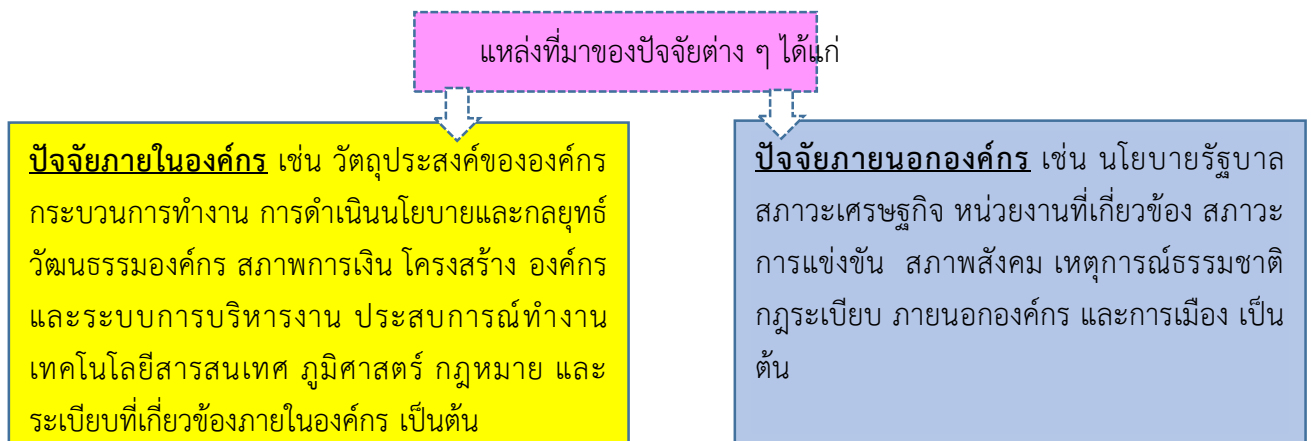 แหล่งที่มาของปัจจัยต่าง ๆ ได้แก่
ปัจจัยภายในองค์กร เช่น วัตถุประสงค์ขององค์กร
กระบวนการทำงาน การดำเนินนโยบายและกลยุทธ์
วัฒนธรรมองค์กร สภาพการเงิน โครงสร้าง องค์กร
และระบบการบริหารงาน ประสบการณ์ทำงาน
เทคโนโลยีสารสนเทศ ภูมิศาสตร์ กฎหมาย และ
ระเบียบที่เกี่ยวข้องภายในองค์กร เป็นต้น
ปัจจัยภายนอกองค์กร เช่น นโยบายรัฐบาล
สภาวะเศรษฐกิจ หน่วยงานที่เกี่ยวข้อง สภาวะ
การแข่งขัน สภาพสังคม เหตุการณ์ธรรมชาติ
กฎระเบียบ ภายนอกองค์กร และการเมือง เป็น
ต้น